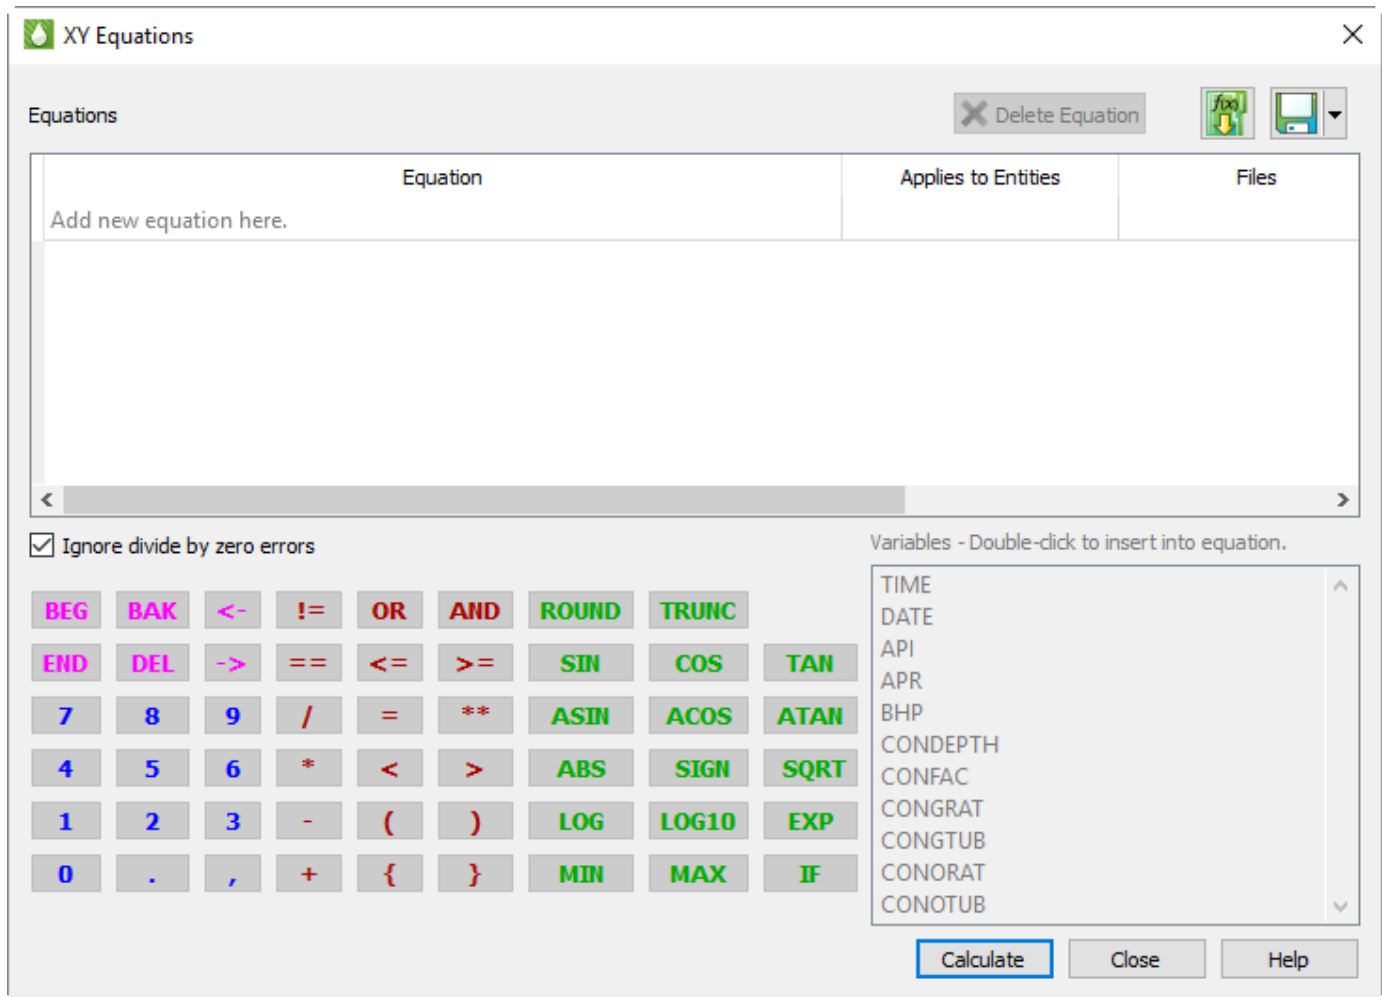 XY Equations
Equations
Delete Equation
f(x)
Equation Applies to Entities Files
Add new equation here.
Ignore divide by zero errors
Variables - Double-click to insert into equation.
BEG BAK <- != OR AND ROUND TRUNC
END DEL -> == <= >= SIN COS TAN
7 8 9 / = ** ASIN ACOS ATAN
4 5 6 * < > ABS SIGN SQRT
1 2 3 - ( ) LOG LOG10 EXP
0 . , + { } MIN MAX IF
TIME
DATE
API
APR
BHP
CONDEPTH
CONFAC
CONGRAT
CONGTUB
CONORAT
CONOTUB
Calculate Close Help